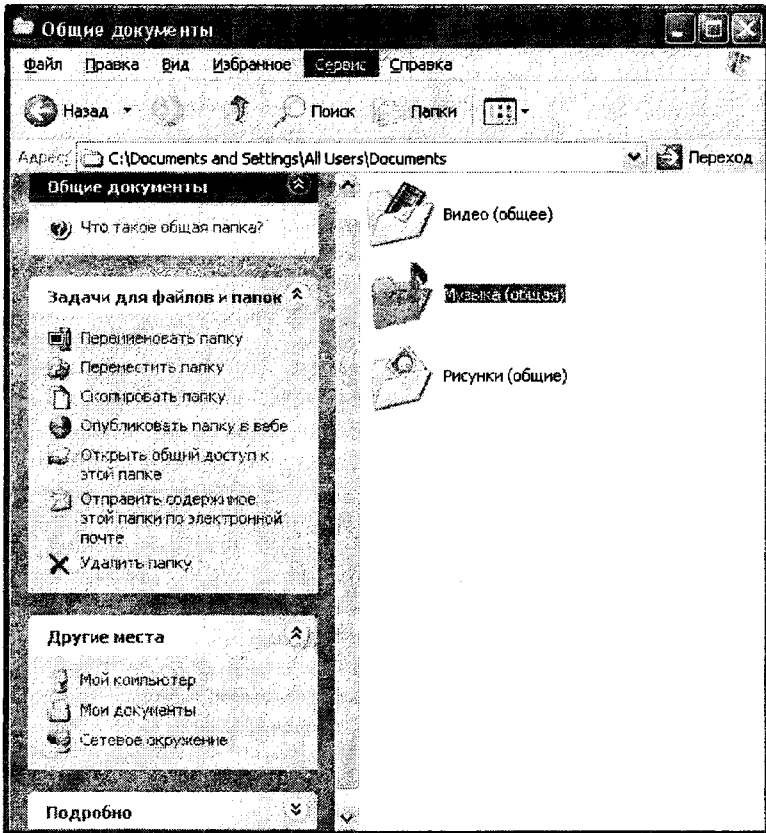 Общие документы
Файл Правка Вид Избранное Сервис Справка
Назад Поиск Папки
Адрес: C:\Documents and Settings\All Users\Documents Переход
Общие документы
Что такое общая папка?
Задачи для файлов и папок
Переименовать папку
Переместить папку
Скопировать папку
Опубликовать папку в вебе
Открыть общий доступ к
этой папке
Отправить содержимое
этой папки по электронной
почте
Удалить папку
Другие места
Мой компьютер
Мои документы
Сетевое окружение
Подробно
Видео (общее)
Музыка (общая)
Рисунки (общие)